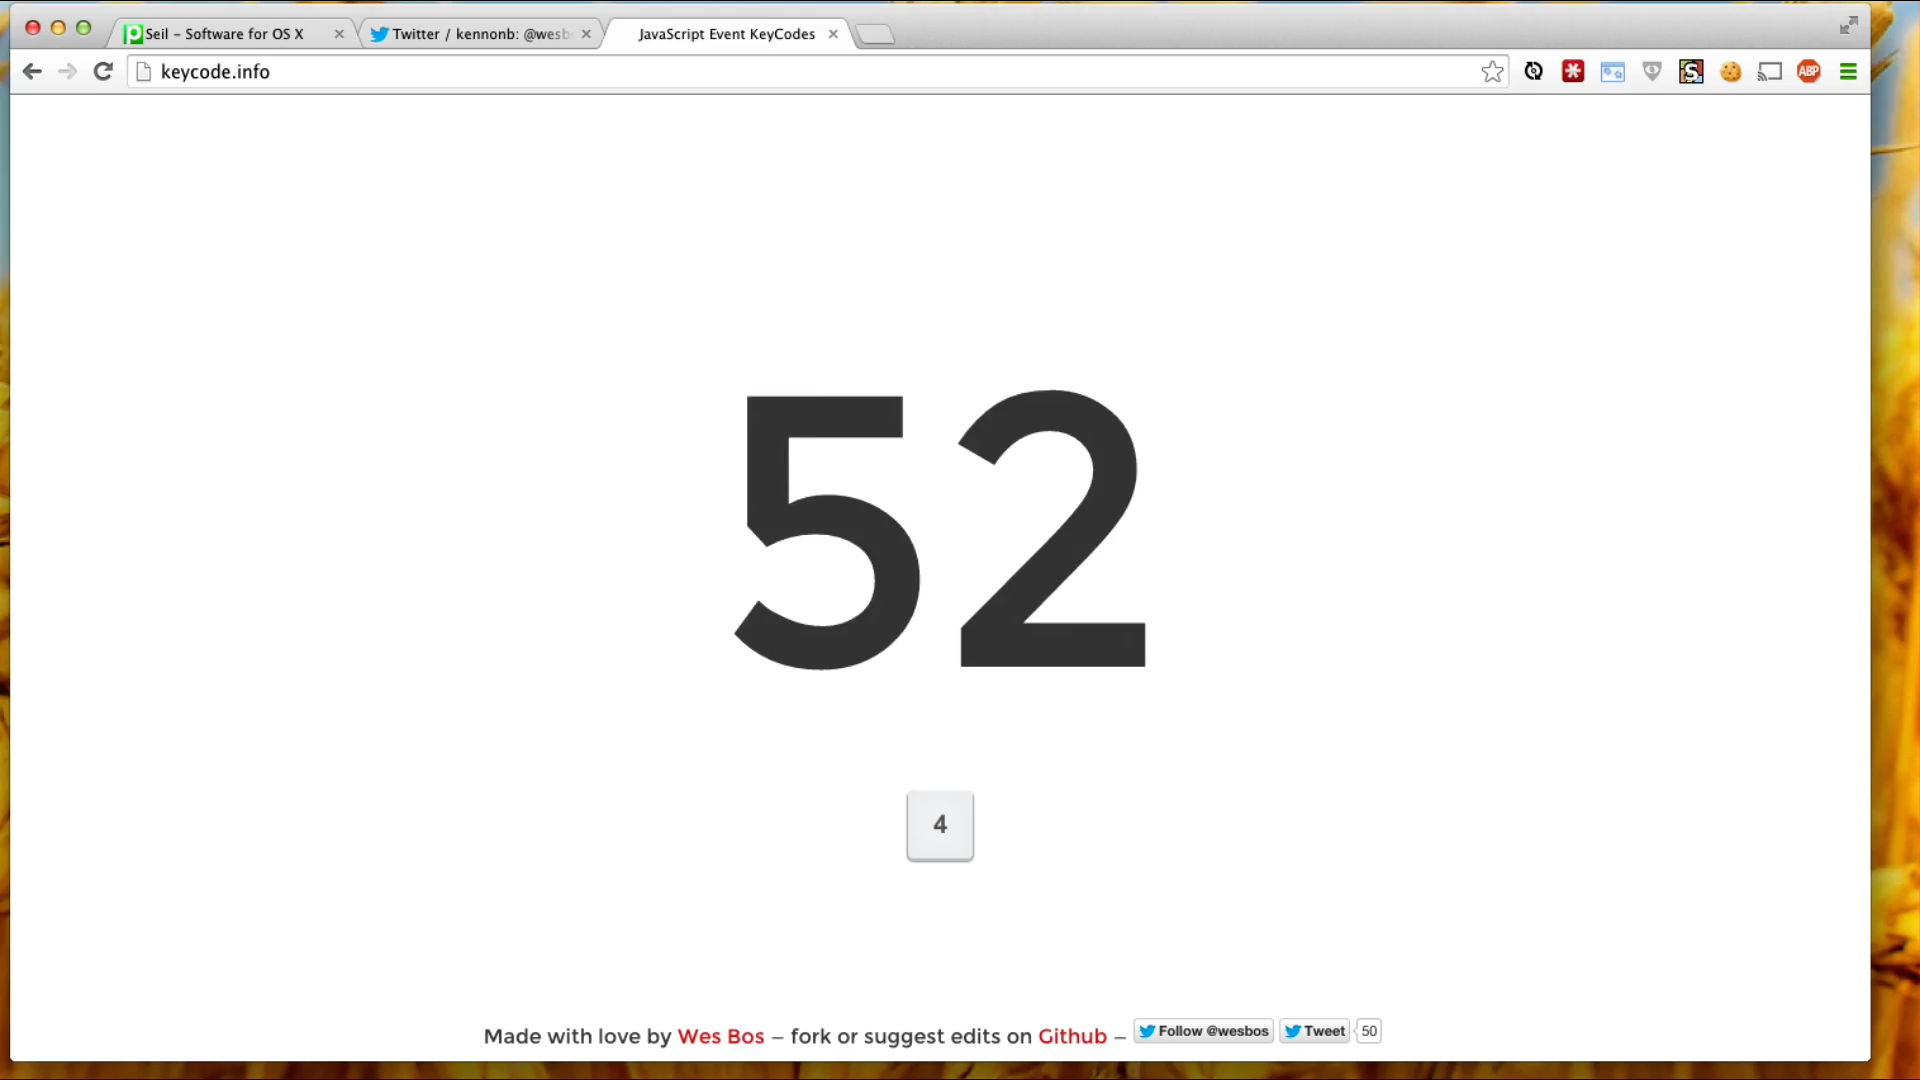 Seil – Software for OS X
Twitter / kennonb: @wesb
JavaScript Event KeyCodes
keycode.info
ABP
52
4
Made with love by Wes Bos – fork or suggest edits on Github –
Follow @wesbos
Tweet
50